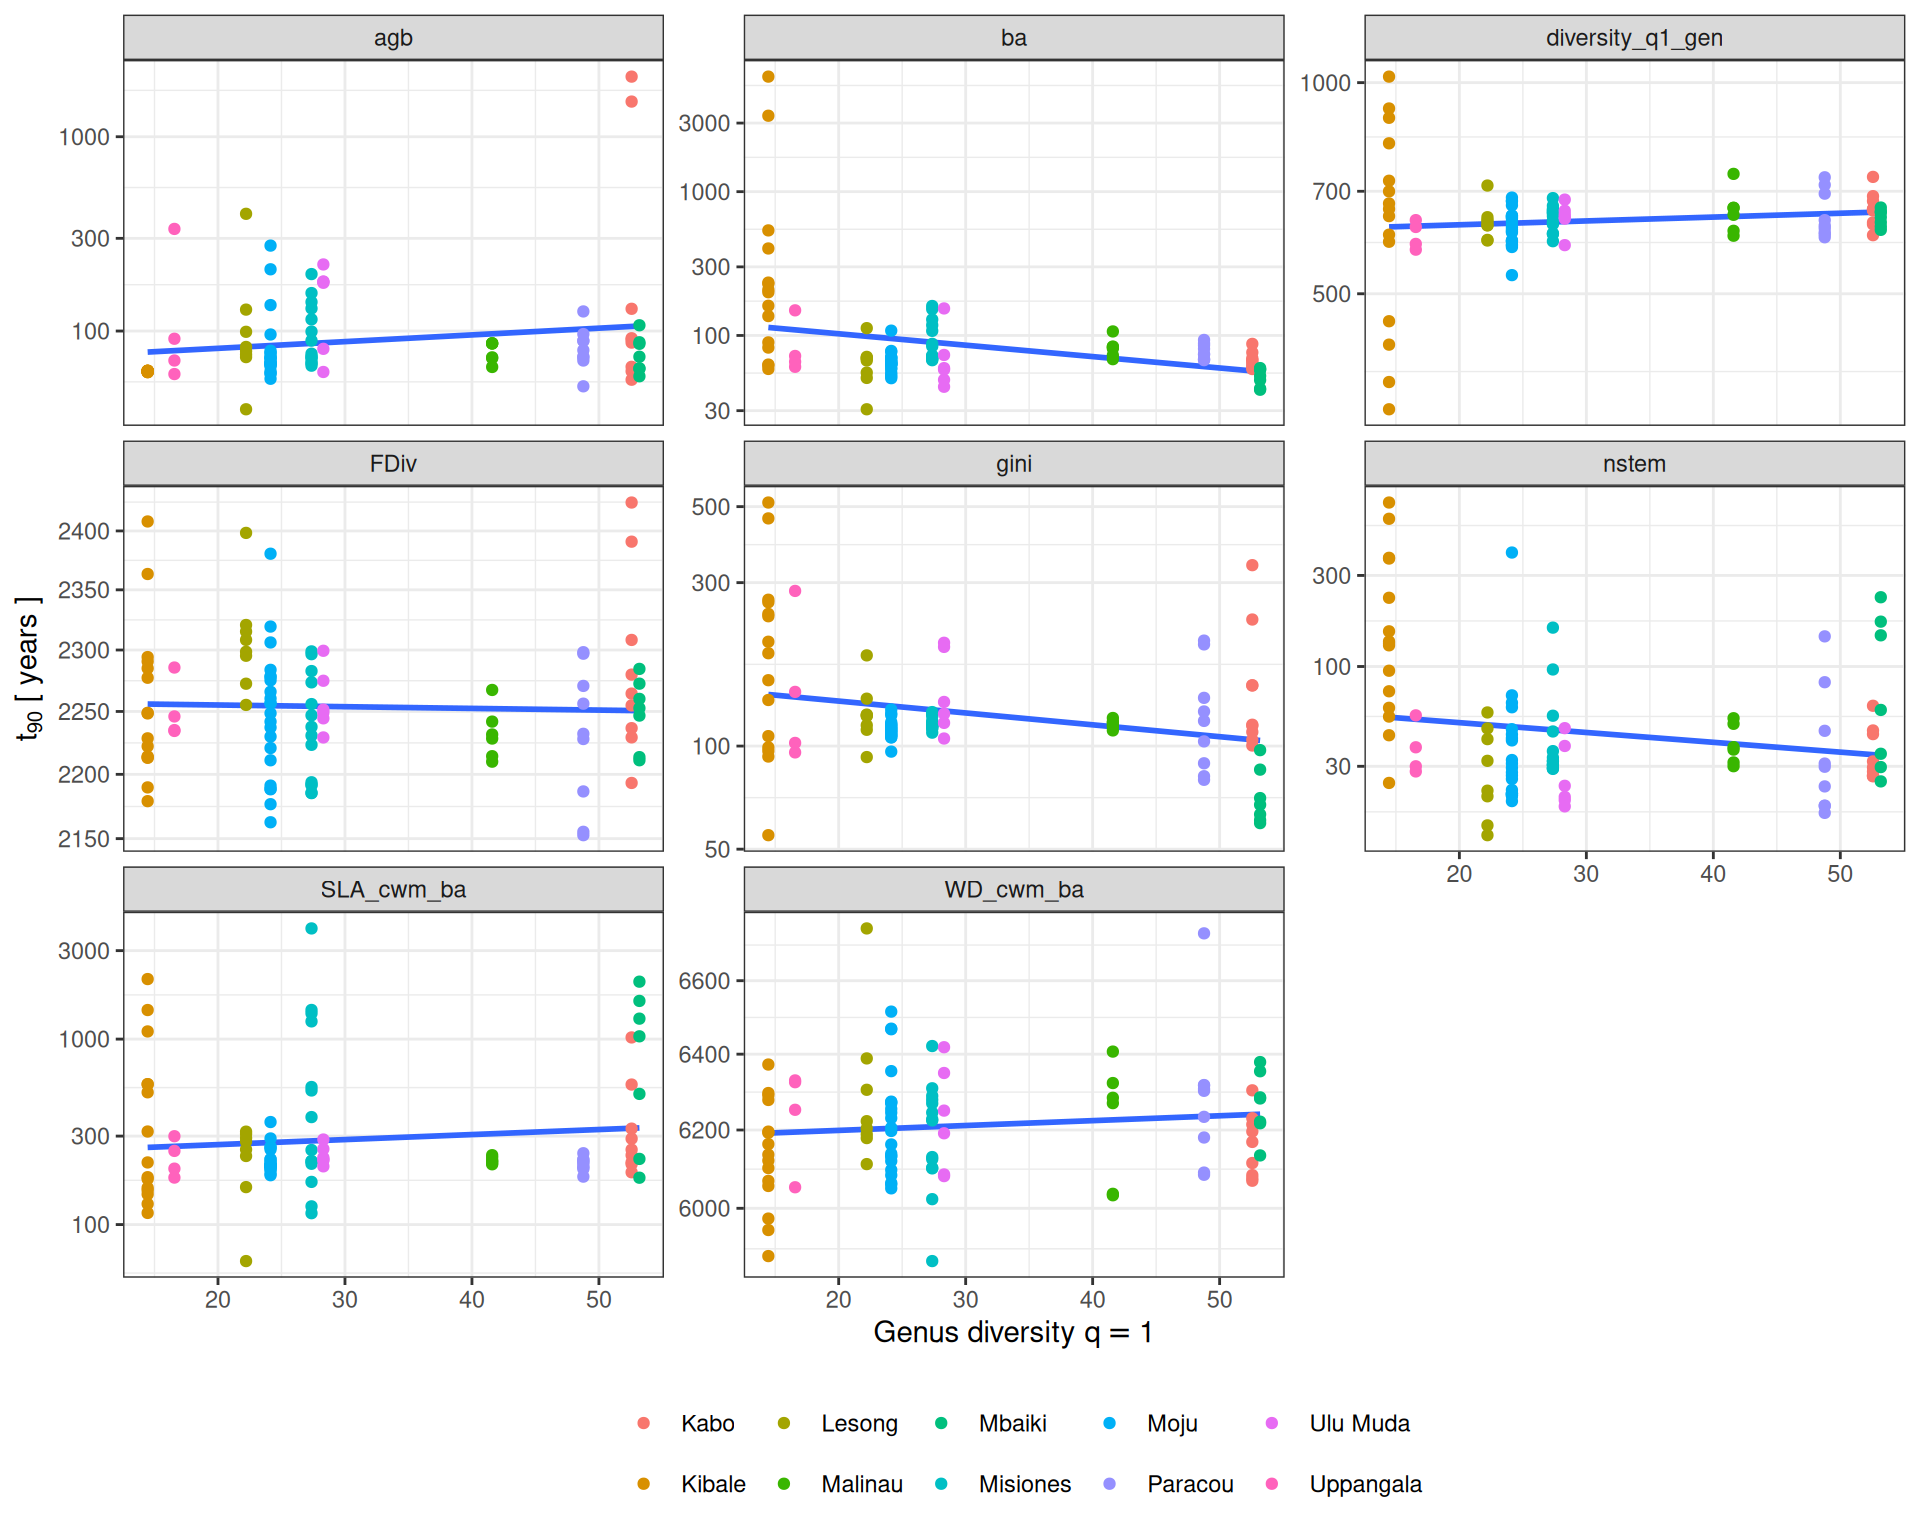 agb
ba
diversity_q1_gen
1000
300
100
3000
1000
300
100
30
1000
700
500
FDiv
gini
nstem
2400
2350
2300
2250
2200
2150
500
300
100
50
300
100
30
20 30 40 50
SLA_cwm_ba
WD_cwm_ba
3000
1000
300
100
6600
6400
6200
6000
20 30 40 50
20 30 40 50
t90 [ years ]
Genus diversity q = 1
Kabo Lesong Mbaiki Moju Ulu Muda
Kibale Malinau Misiones Paracou Uppangala